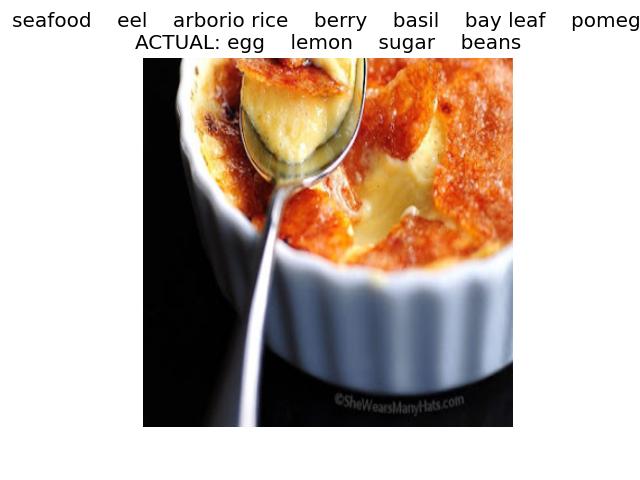 seafood eel arborio rice berry basil bay leaf pomeg
ACTUAL: egg lemon sugar beans
©SheWearsManyHats.com